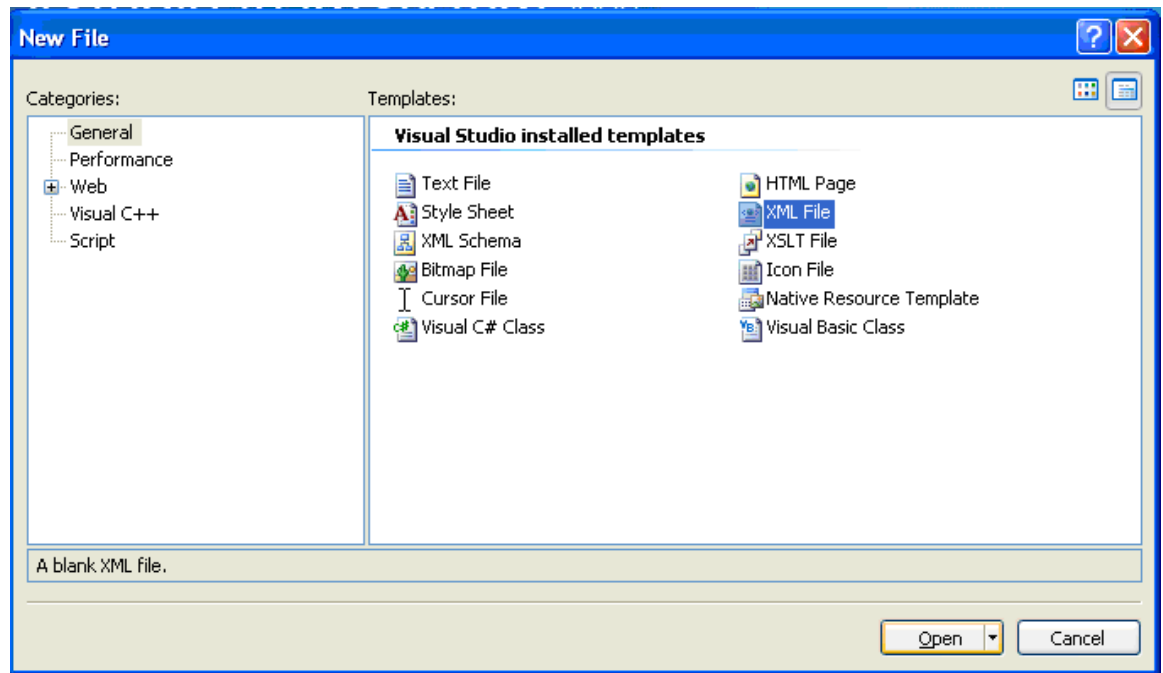 New File
Categories:
Templates:
General
Performance
Web
Visual C++
Script
Visual Studio installed templates
Text File
HTML Page
Style Sheet
XML File
XML Schema
XSLT File
Bitmap File
Icon File
Cursor File
Native Resource Template
Visual C# Class
Visual Basic Class
A blank XML file.
Open
Cancel